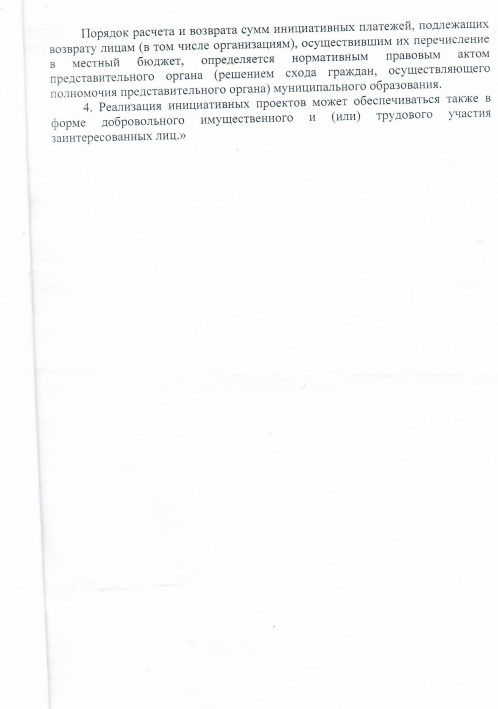 Порядок расчета и возврата сумм инициативных платежей, подлежащих
возврату лицам (в том числе организациям), осуществившим их перечисление
в местный бюджет, определяется нормативным правовым актом
представительного органа (решением схода граждан, осуществляющего
полномочия представительного органа) муниципального образования.
4. Реализация инициативных проектов может обеспечиваться также в
форме добровольного имущественного и (или) трудового участия
заинтересованных лиц.»